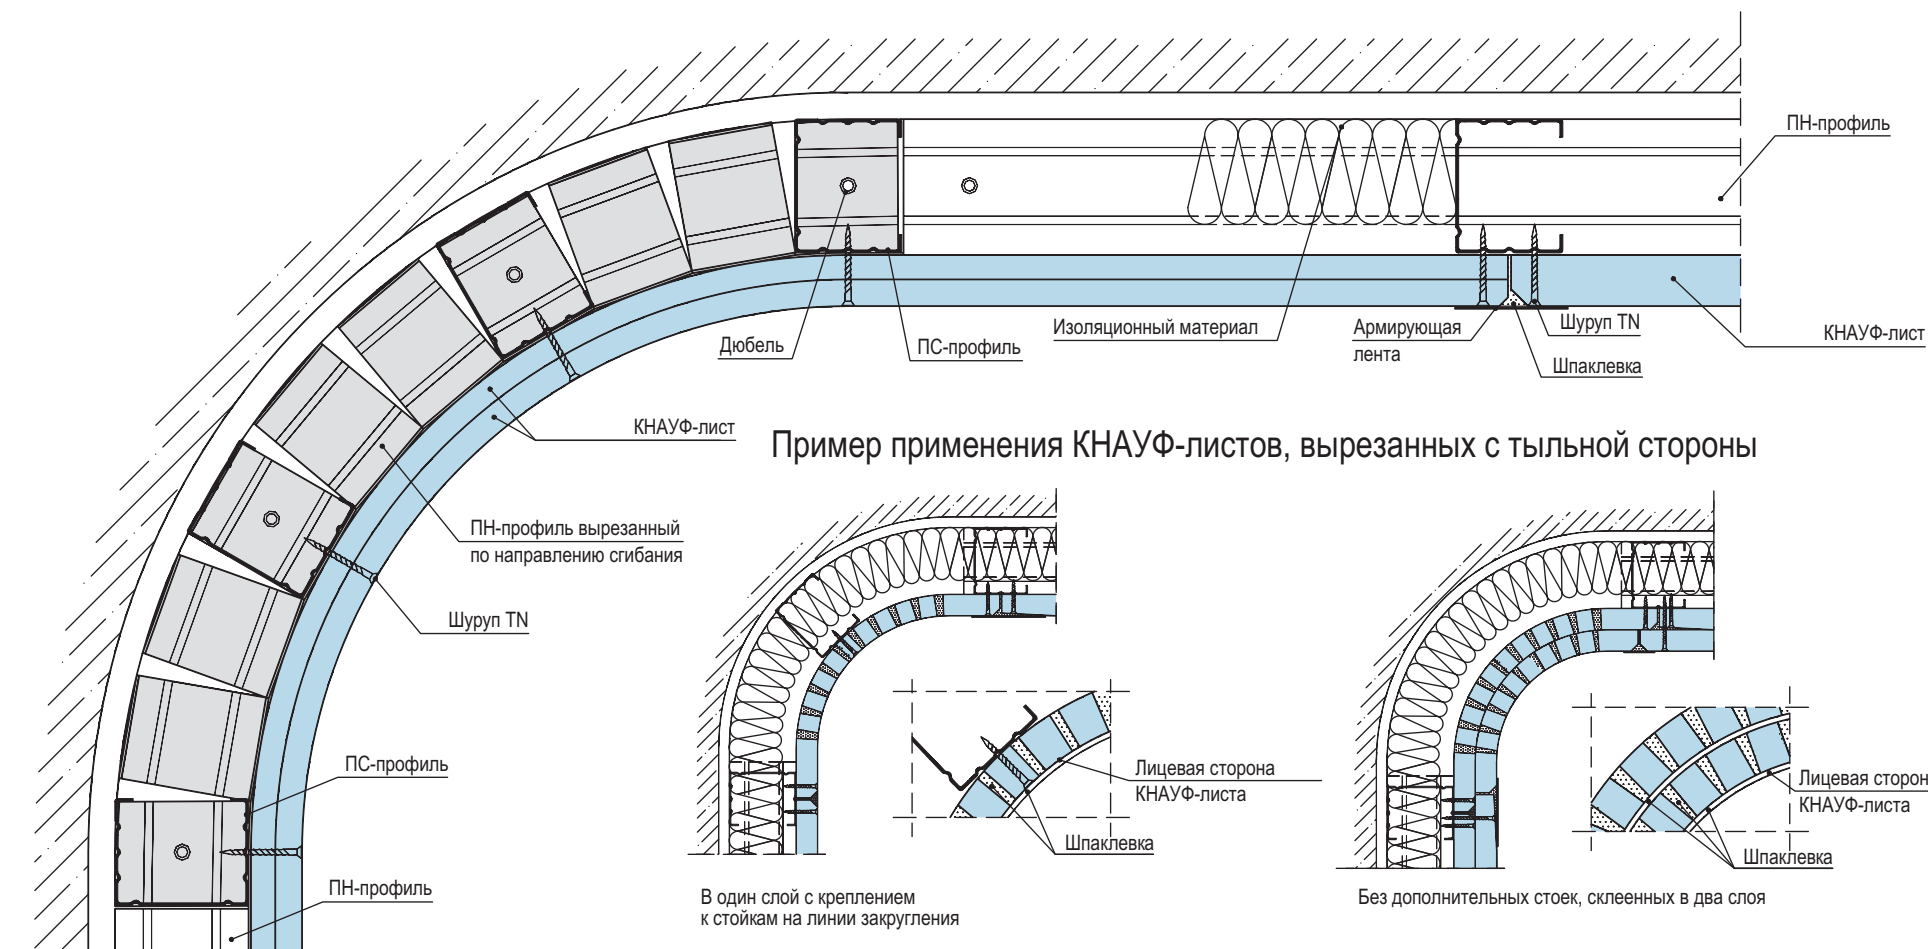 ПН-профиль
Изоляционный материал
Армирующая
лента
Шуруп TN
КНАУФ-лист
Дюбель
ПС-профиль
Шпаклевка
КНАУФ-лист
Пример применения КНАУФ-листов, вырезанных с тыльной стороны
ПН-профиль вырезанный
по направлению сгибания
Шуруп TN
ПС-профиль
Лицевая сторона
КНАУФ-листа
Шпаклевка
Лицевая сторон
КНАУФ-листа
Шпаклевка
ПН-профиль
В один слой с креплением
к стойкам на линии закругления
Без дополнительных стоек, склеенных в два слоя